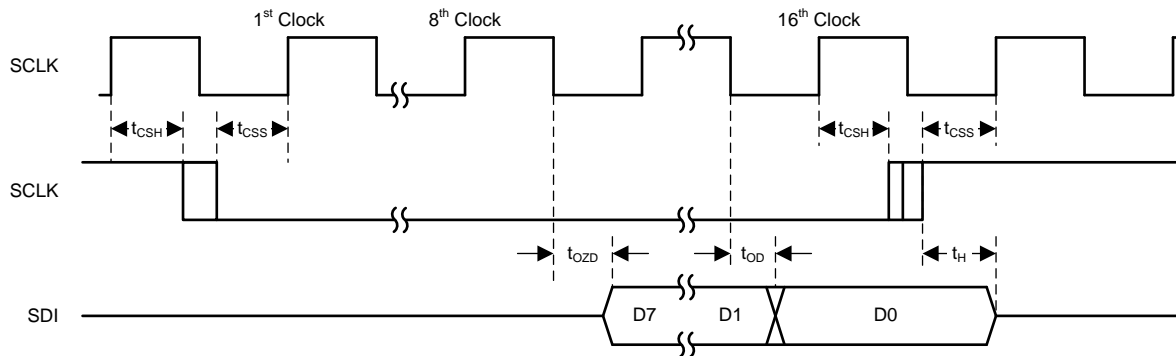 1st Clock 8th Clock 16th Clock
SCLK
tCSH tCSS tCSH tCSS
SCLK
tOZD tOD tH
SDI D7 D1 D0